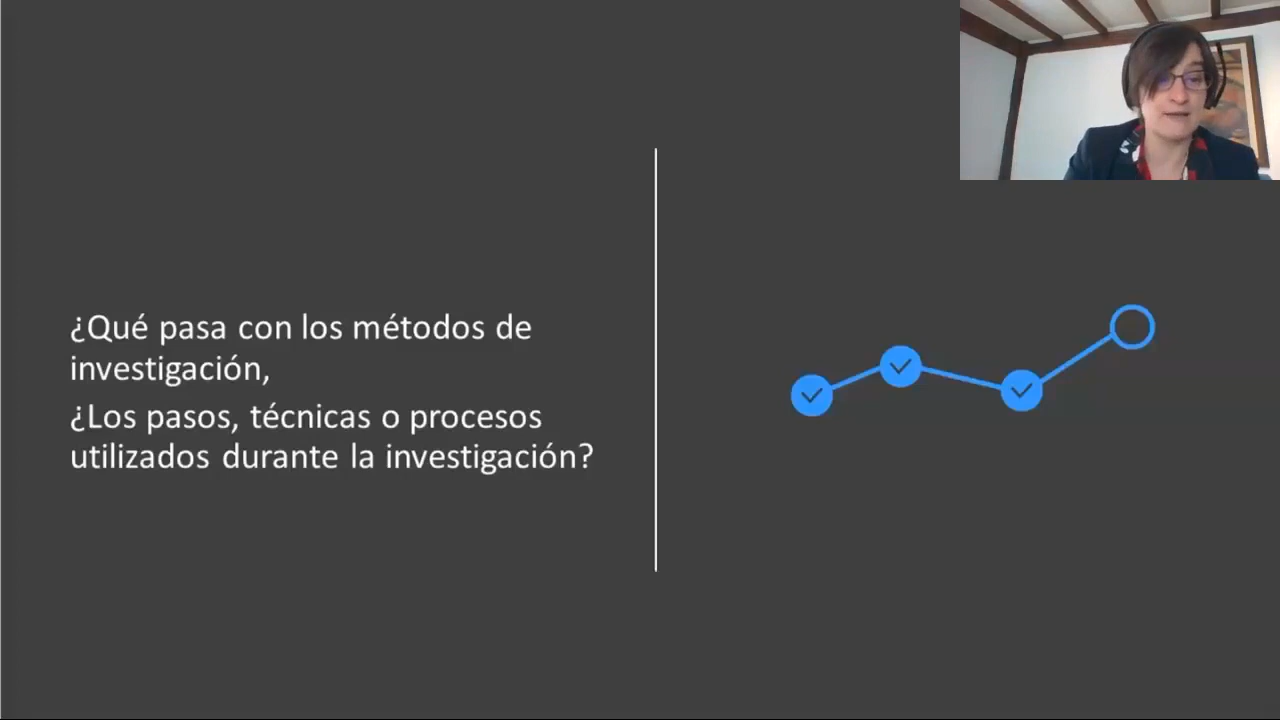 ¿Qué pasa con los métodos de
investigación,
¿Los pasos, técnicas o procesos
utilizados durante la investigación?